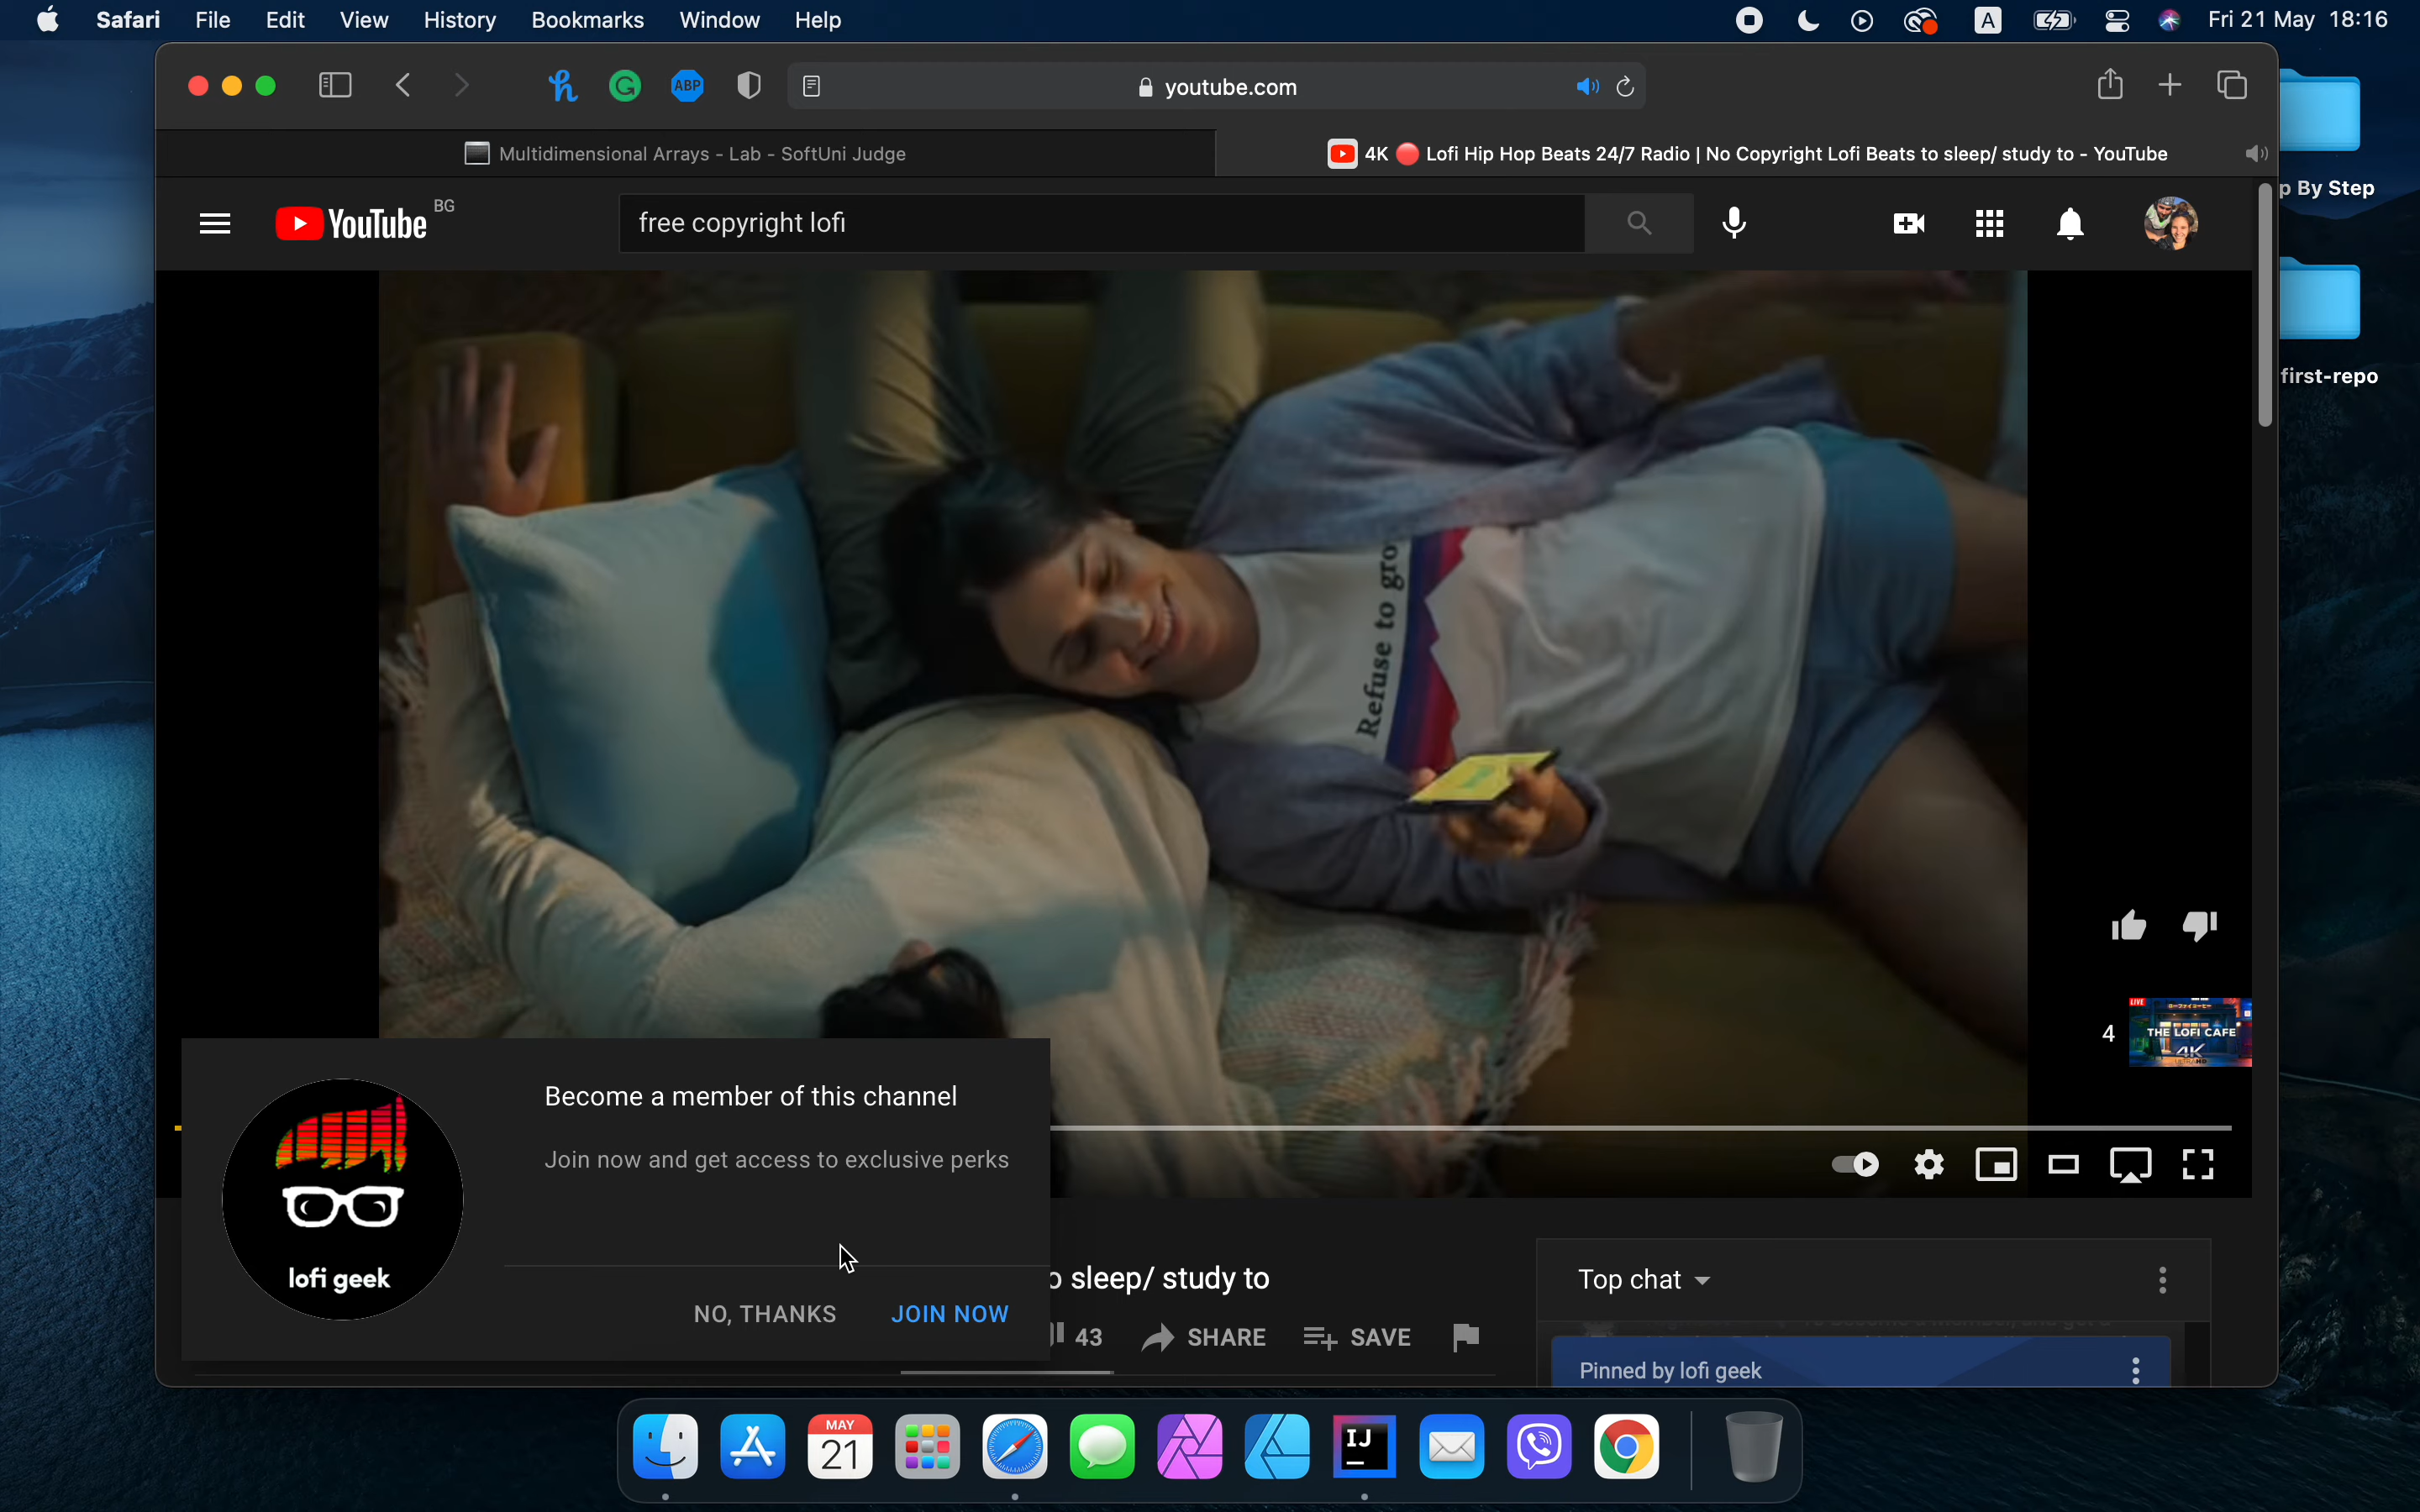 Safari File Edit View History Bookmarks Window Help A Fri 21 May 18:16
ABP youtube.com
Multidimensional Arrays - Lab - SoftUni Judge
4K 🔴 Lofi Hip Hop Beats 24/7 Radio | No Copyright Lofi Beats to sleep/ study to - YouTube
p By Step
YouTube BG
free copyright lofi
first-repo
Refuse to gro
4
LIVE
THE LOFI CAFE
4K
Become a member of this channel
Join now and get access to exclusive perks
lofi geek
NO, THANKS JOIN NOW
o sleep/ study to
43 SHARE SAVE
Top chat
Pinned by lofi geek
MAY
21
IJ